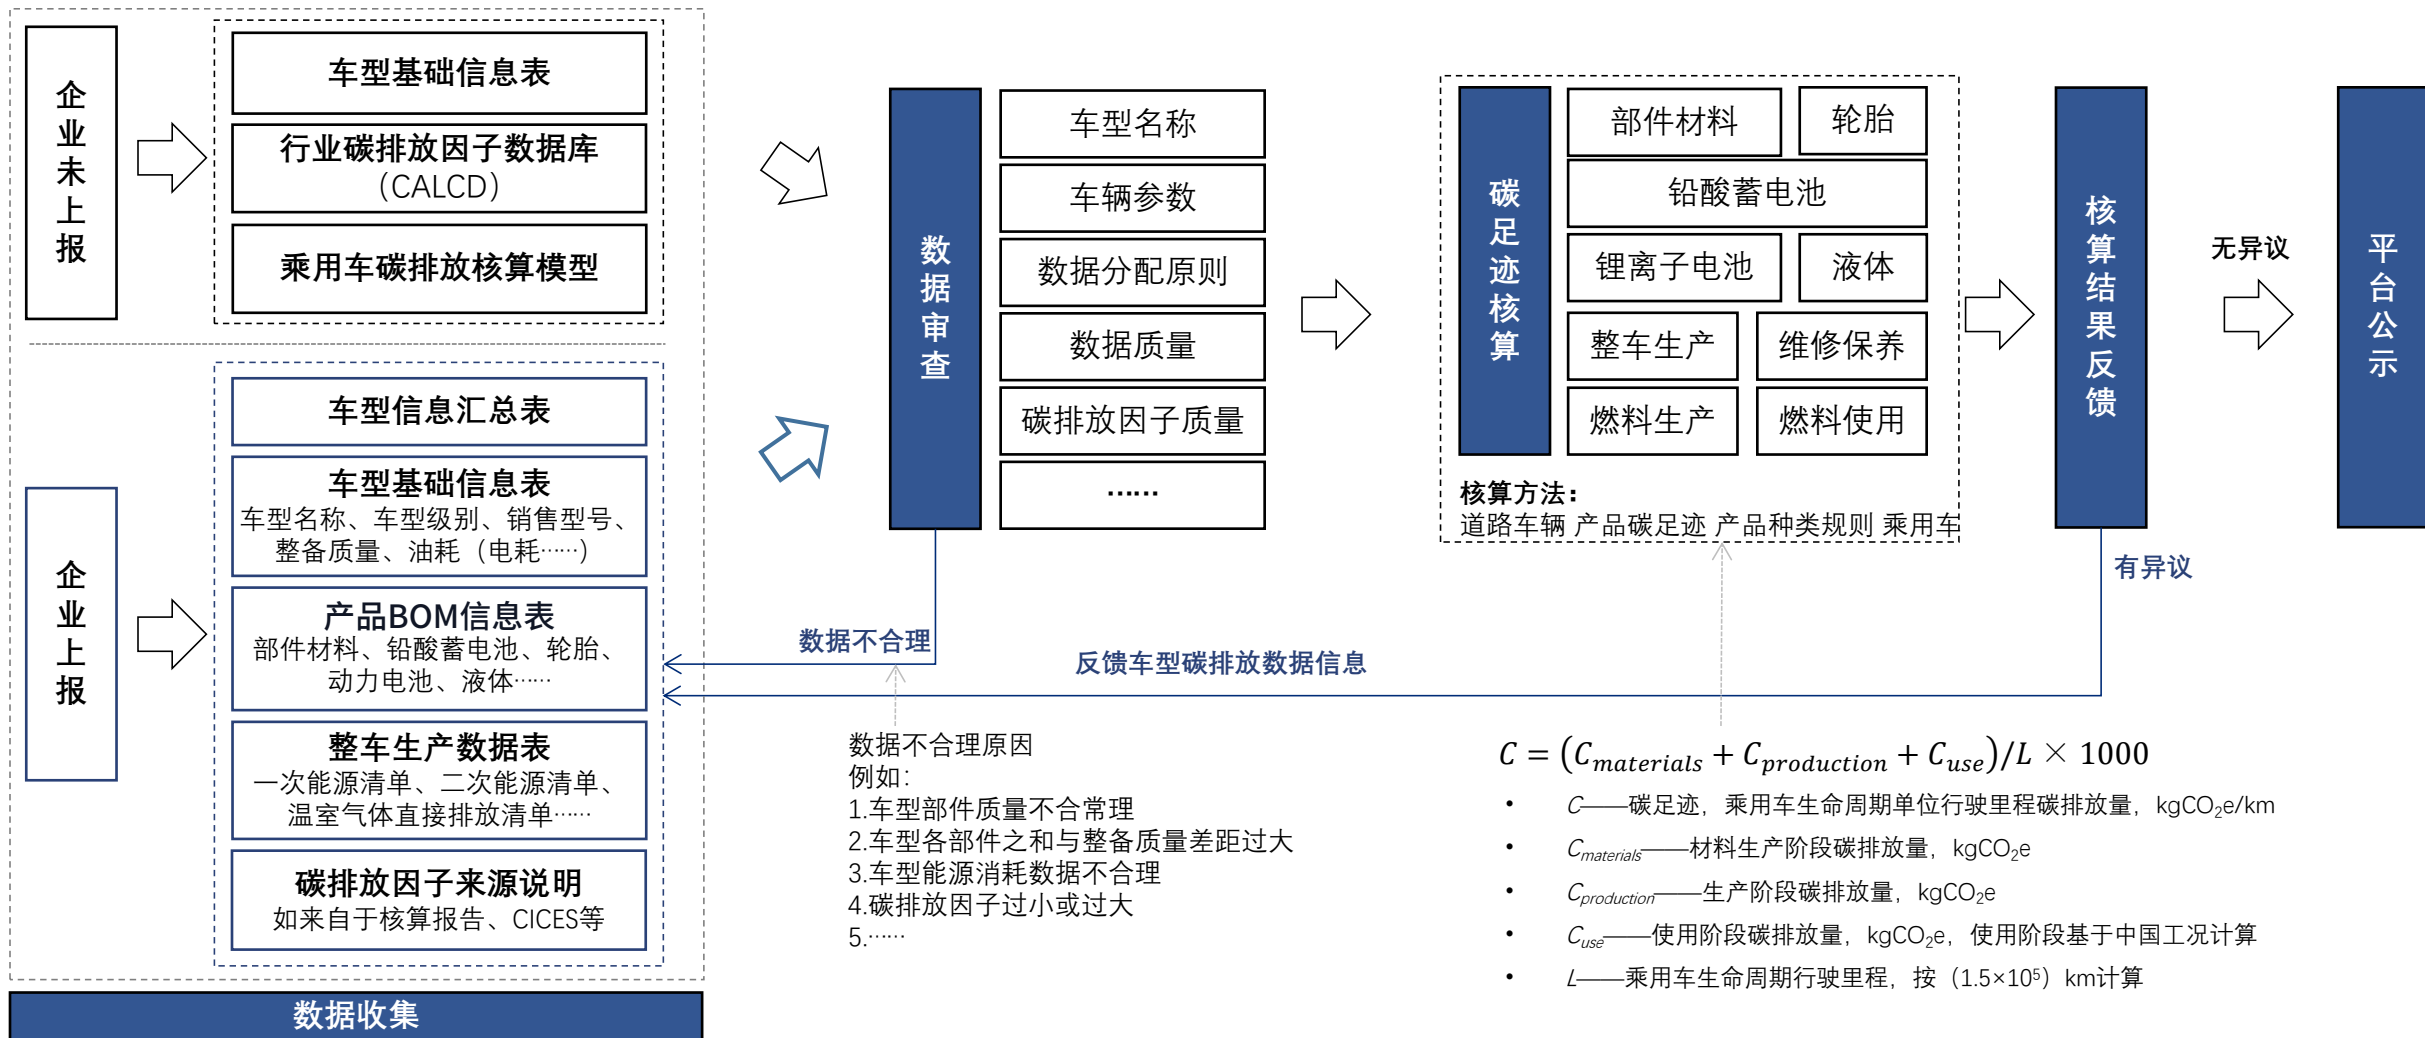 企业未上报
车型基础信息表
行业碳排放因子数据库
（CALCD）
乘用车碳排放核算模型
企业上报
车型信息汇总表
车型基础信息表
车型名称、车型级别、销售型号、
整备质量、油耗（电耗……）
产品BOM信息表
部件材料、铅酸蓄电池、轮胎、
动力电池、液体……
整车生产数据表
一次能源清单、二次能源清单、
温室气体直接排放清单……
碳排放因子来源说明
如来自于核算报告、CICES等
数据收集
数据审查
车型名称
车辆参数
数据分配原则
数据质量
碳排放因子质量
……
数据不合理
数据不合理原因
例如：
1.车型部件质量不合常理
2.车型各部件之和与整备质量差距过大
3.车型能源消耗数据不合理
4.碳排放因子过小或过大
5.……
碳足迹核算
部件材料
轮胎
铅酸蓄电池
锂离子电池
液体
整车生产
维修保养
燃料生产
燃料使用
核算方法：
道路车辆 产品碳足迹 产品种类规则 乘用车
反馈车型碳排放数据信息
核算结果反馈
无异议
有异议
平台公示
C = (C_materials + C_production + C_use)/L × 1000
• C——碳足迹，乘用车生命周期单位行驶里程碳排放量，kgCO₂e/km
• C_materials——材料生产阶段碳排放量，kgCO₂e
• C_production——生产阶段碳排放量，kgCO₂e
• C_use——使用阶段碳排放量，kgCO₂e，使用阶段基于中国工况计算
• L——乘用车生命周期行驶里程，按（1.5×10⁵）km计算